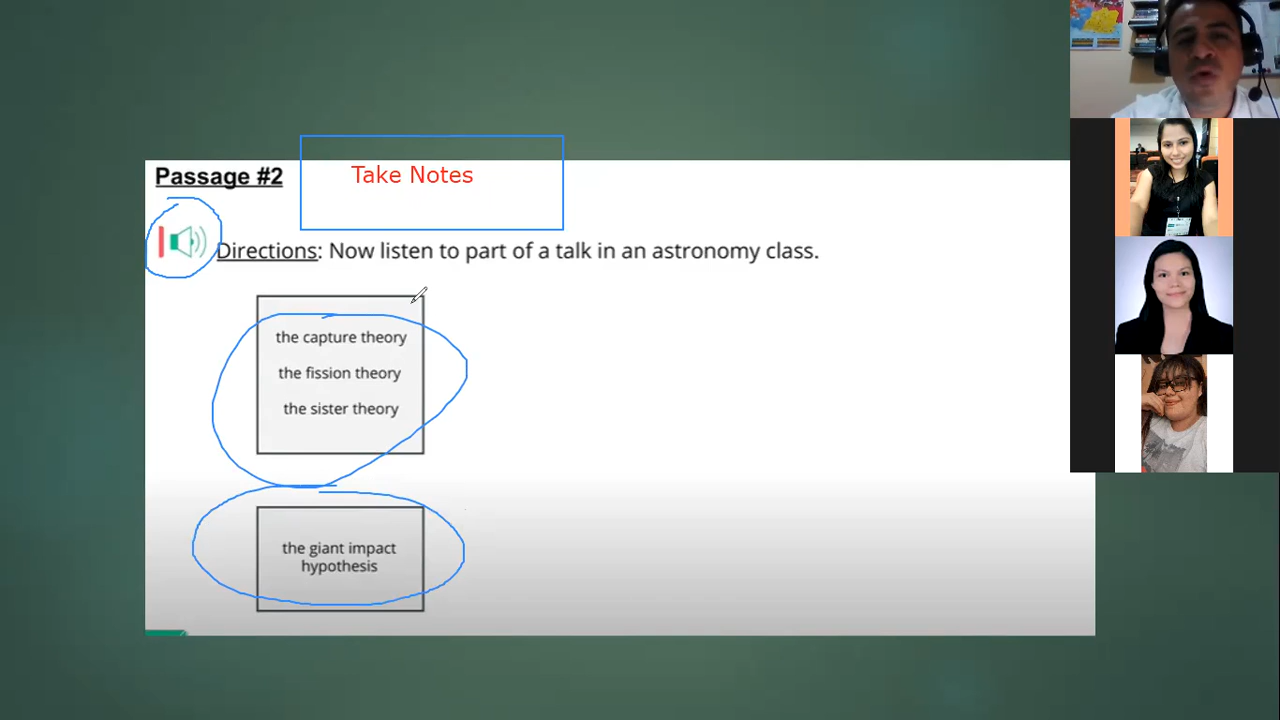 Passage #2
Take Notes
Directions: Now listen to part of a talk in an astronomy class.
the capture theory
the fission theory
the sister theory
the giant impact
hypothesis